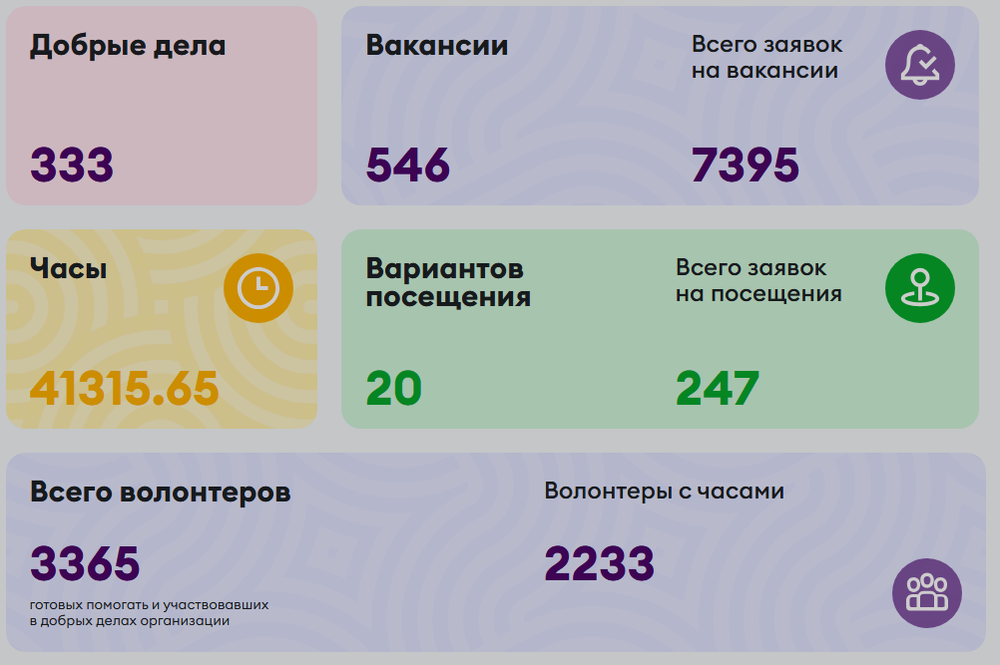 Добрые дела
333
Вакансии
546
Всего заявок
на вакансии
7395
Часы
41315.65
Вариантов
посещения
20
Всего заявок
на посещения
247
Всего волонтеров
3365
готовых помогать и участвовавших
в добрых делах организации
Волонтеры с часами
2233